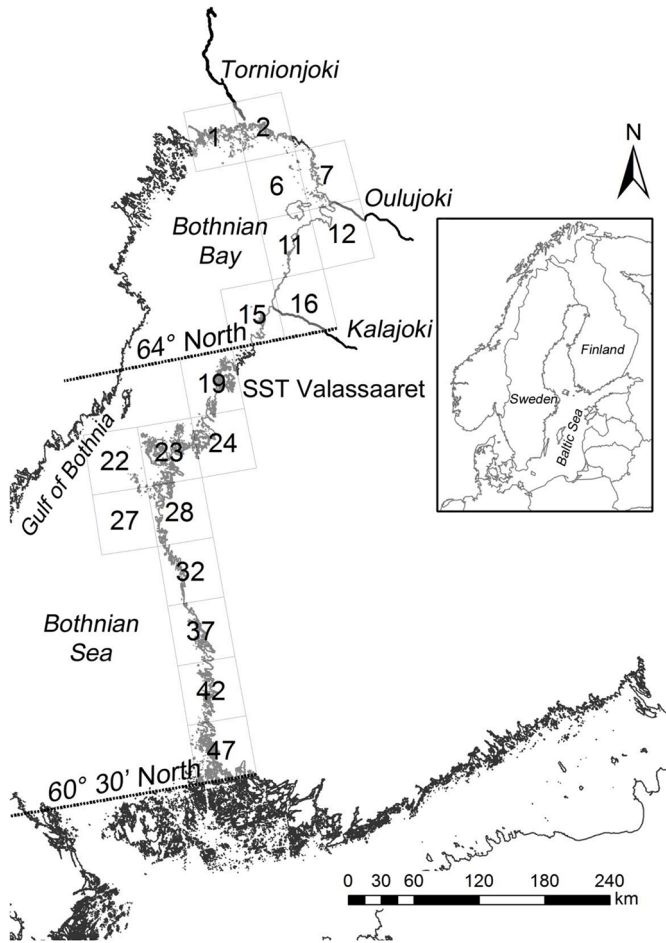 Tornionjoki
1
2
N
6
7
Oulujoki
Bothnian
Bay
11
12
15
16
Kalajoki
64° North
Finland
19
SST Valassaaret
Sweden
Baltic Sea
Gulf of Bothnia
22
23
24
27
28
32
Bothnian
Sea
37
42
47
60° 30’ North
0 30 60 120 180 240
km